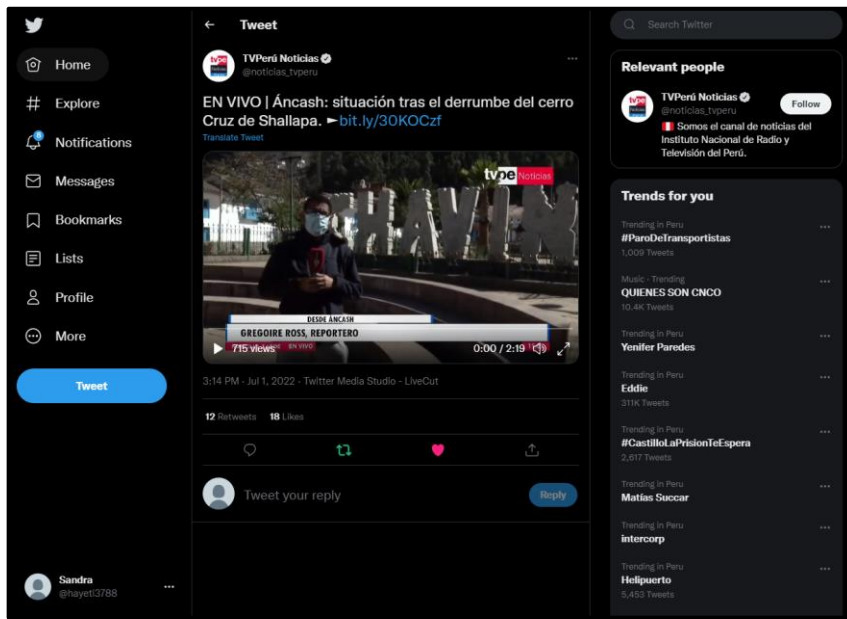 Home
Explore
8
Notifications
Messages
Bookmarks
Lists
Profile
More
Tweet
Sandra
@hayetl3788
Tweet
TVPerú Noticias
@noticias_tvperu
EN VIVO | Áncash: situación tras el derrumbe del cerro
Cruz de Shallapa. ►bit.ly/30KOCzf
Translate Tweet
tvpe Noticias
CHAVIN
DESDE ÁNCASH
GREGOIRE ROSS, REPORTERO
EN VIVO
715 views
0:00 / 2:19
3:14 PM - Jul 1, 2022 - Twitter Media Studio - LiveCut
12 Retweets 18 Likes
Tweet your reply
Reply
Search Twitter
Relevant people
TVPerú Noticias
@noticias_tvperu
Follow
Somos el canal de noticias del
Instituto Nacional de Radio y
Televisión del Perú.
Trends for you
Trending in Peru
#ParoDeTransportistas
1,009 Tweets
Music - Trending
QUIENES SON CNCO
10.4K Tweets
Trending in Peru
Yenifer Paredes
Trending in Peru
Eddie
311K Tweets
Trending in Peru
#CastilloLaPrisionTeEspera
2,617 Tweets
Trending in Peru
Matías Succar
Trending in Peru
intercorp
Trending in Peru
Helipuerto
5,453 Tweets